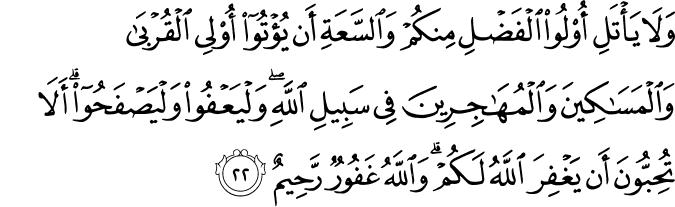 وَلَا يَأْتَلِ أُو۟لُوا۟ ٱلْفَضْلِ مِنكُمْ وَٱلسَّعَةِ أَن يُؤْتُوٓا۟ أُو۟لِى ٱلْقُرْبَىٰ
وَٱلْمَسَـٰكِينَ وَٱلْمُهَـٰجِرِينَ فِى سَبِيلِ ٱللَّهِ ۖ وَلْيَعْفُوا۟ وَلْيَصْفَحُوٓا۟ ۗ أَلَا
تُحِبُّونَ أَن يَغْفِرَ ٱللَّهُ لَكُمْ ۗ وَٱللَّهُ غَفُورٌ رَّحِيمٌ ٢٢